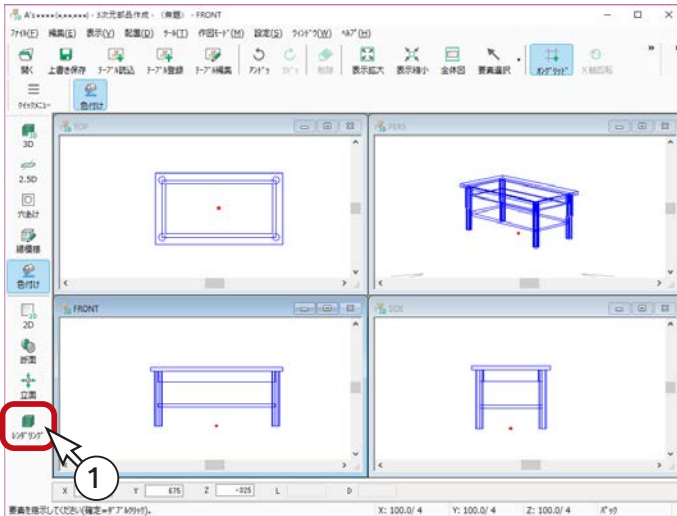 A's•••• (•.••,•••) - 3次元部品作成 - （無題） - FRONT
ﾌｧｲﾙ(F) 編集(E) 表示(V) 配置(D) ﾂｰﾙ(T) 作図ﾓｰﾄﾞ(M) 設定(S) ｳｨﾝﾄﾞｳ(W) ﾍﾙﾌﾟ(H)
開く 上書き保存 ﾃｰﾌﾞﾙ読込 ﾃｰﾌﾞﾙ登録 ﾃｰﾌﾞﾙ編集 ｱﾝﾄﾞｩ ﾘﾄﾞｩ 削除 表示拡大 表示縮小 全体図 要素選択 ｵﾝｸﾞﾘｯﾄﾞ X軸回転
ｸｲｯｸﾒﾆｭｰ 色付け
TOP
PERS
3D
2.5D
穴あけ
線模様
色付け
2D
断面
立面
ﾚﾝﾀﾞﾘﾝｸﾞ
FRONT
SIDE
1
X Y 675 Z -325 L D
要素を指示してください(確定=ﾀﾞﾌﾞﾙｸﾘｯｸ)。 X: 100.0/ 4 Y: 100.0/ 4 Z: 100.0/ 4 ﾊﾟｯｸ